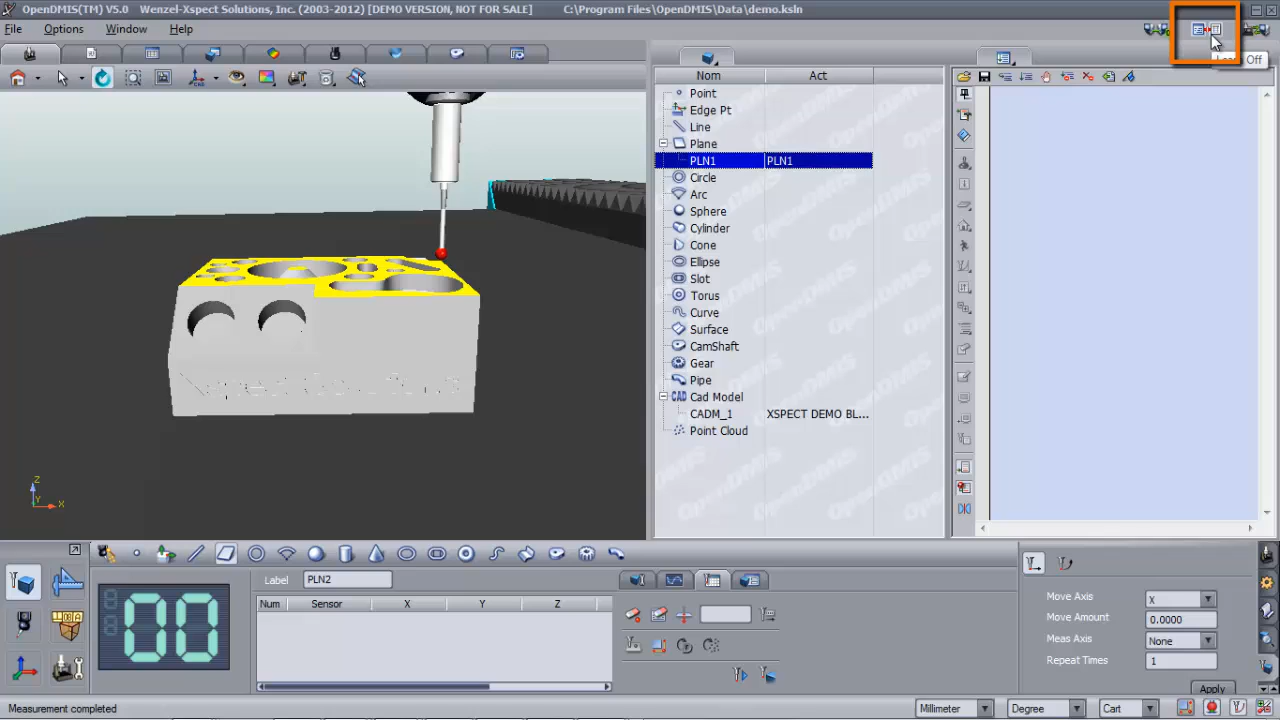 OpenDMIS(TM) V5.0 Wenzel-Xspect Solutions, Inc. (2003-2012) [DEMO VERSION, NOT FOR SALE] C:\Program Files\OpenDMIS\Data\demo.ksln
File Options Window Help
Off
Nom Act
Point
Edge Pt
Line
Plane
PLN1 PLN1
Circle
Arc
Sphere
Cylinder
Cone
Ellipse
Slot
Torus
Curve
Surface
CamShaft
Gear
Pipe
CAD Cad Model
CADM_1 XSPECT DEMO BL...
Point Cloud
Z
Y
X
Label PLN2
Num Sensor X Y Z
00
Move Axis X
Move Amount 0.0000
Meas Axis None
Repeat Times 1
Apply
Measurement completed
Millimeter Degree Cart